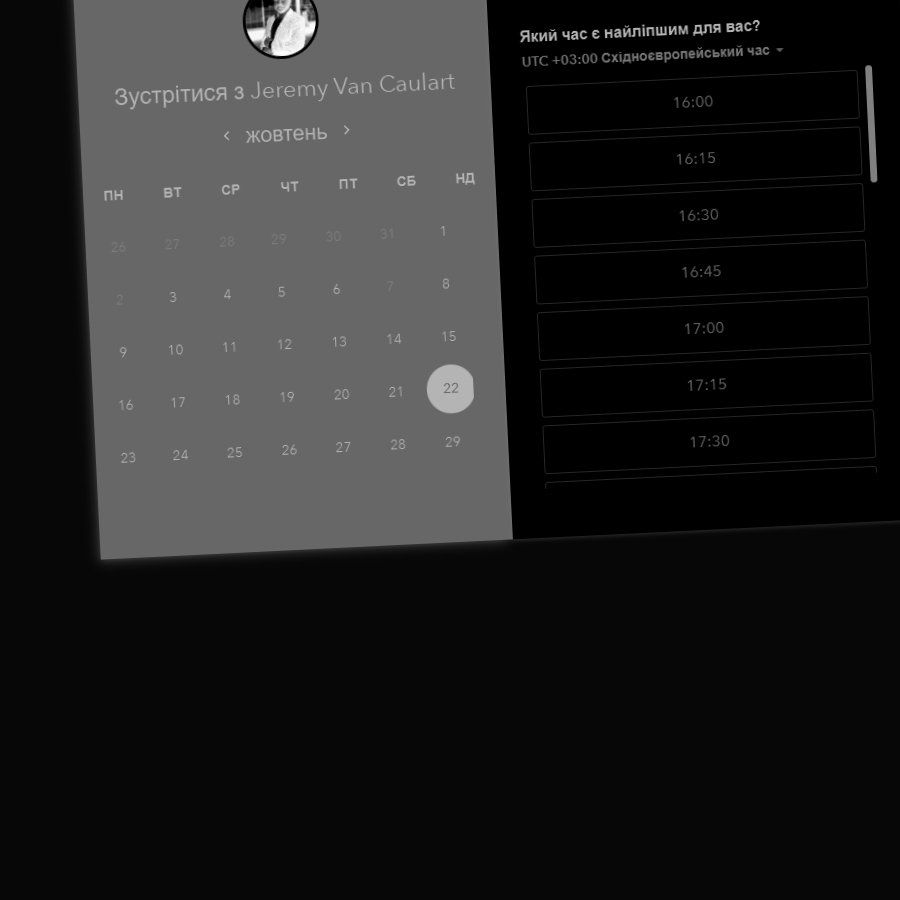 Зустрітися з Jeremy Van Caulart
‹ жовтень ›
ПН ВТ СР ЧТ ПТ СБ НД
26 27 28 29 30 31 1
2 3 4 5 6 7 8
9 10 11 12 13 14 15
16 17 18 19 20 21 22
23 24 25 26 27 28 29
Який час є найліпшим для вас?
UTC +03:00 Східноєвропейський час
16:00
16:15
16:30
16:45
17:00
17:15
17:30